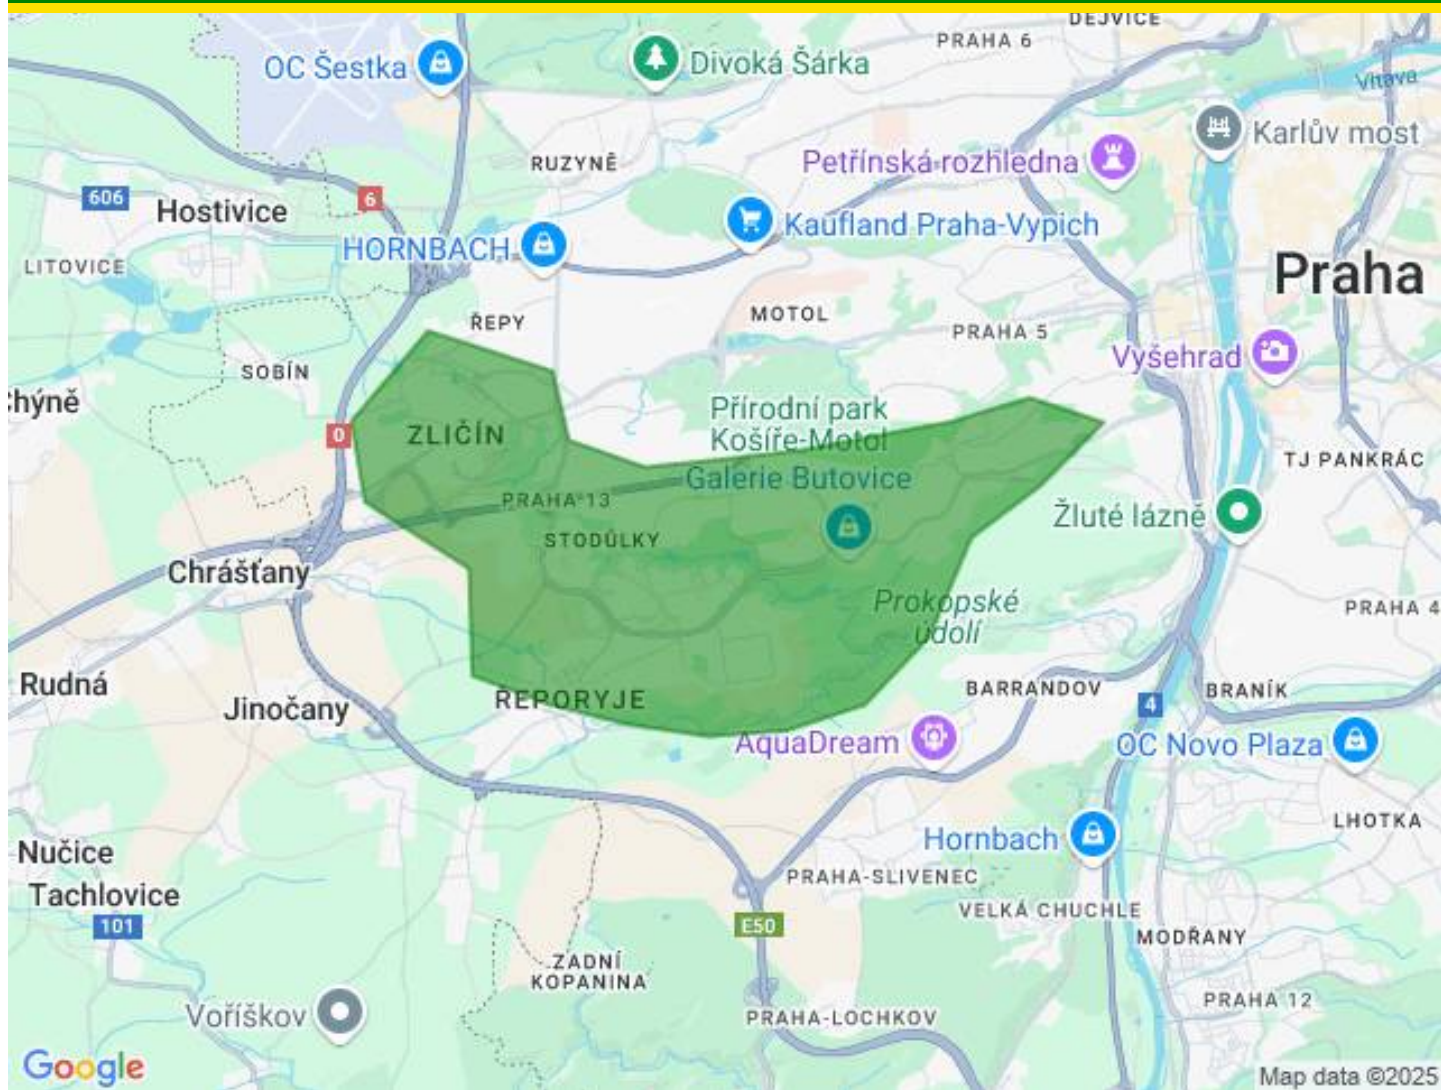 DEJVICE
PRAHA 6
OC Šestka
Divoká Šárka
Vltava
Karlův most
RUZYNĚ
Petřínská rozhledna
606
6
Hostivice
Kaufland Praha-Vypich
HORNBACH
LITOVICE
Praha
MOTOL
ŘEPY
PRAHA 5
Vyšehrad
SOBÍN
chýně
Přírodní park
Košíře-Motol
0
ZLIČÍN
TJ PANKRÁC
Galerie Butovice
PRAHA 13
Žluté lázně
STODŮLKY
Chrášťany
Prokopské
údolí
PRAHA 4
Rudná
BARRANDOV
BRANÍK
ŘEPORYJE
4
Jinočany
AquaDream
OC Novo Plaza
LHOTKA
Hornbach
Nučice
PRAHA-SLIVENEC
Tachlovice
VELKÁ CHUCHLE
101
E50
MODŘANY
ZADNÍ
KOPANINA
PRAHA 12
Voříškov
PRAHA-LOCHKOV
Google
Map data ©2025